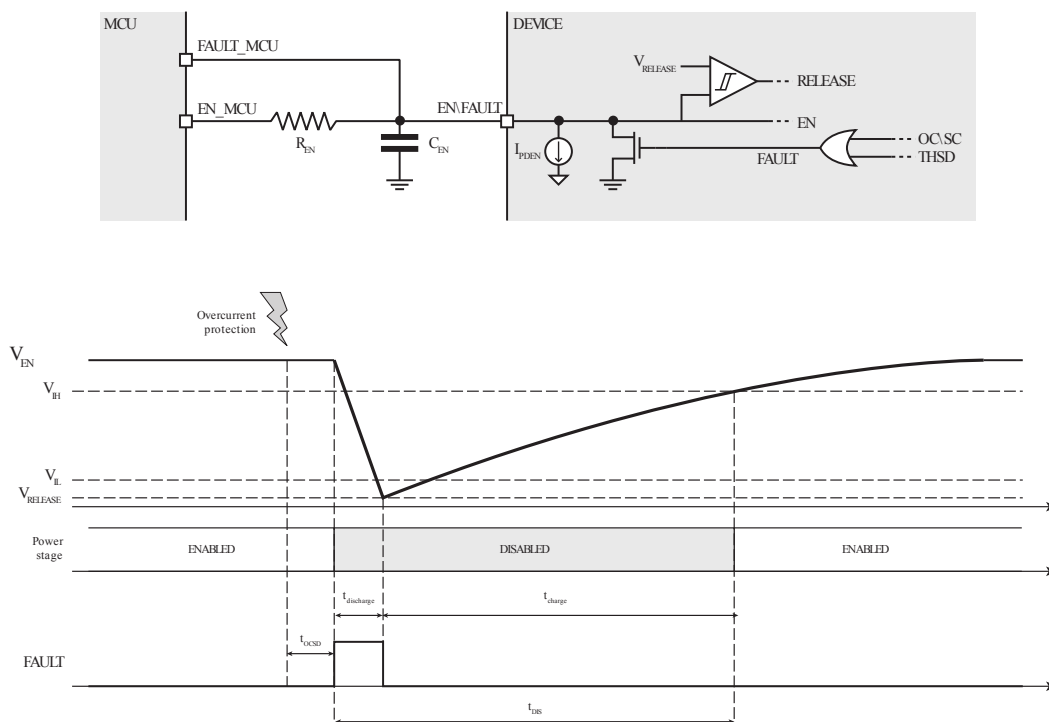 MCU
DEVICE
FAULT_MCU
V_RELEASE
RELEASE
EN_MCU
EN\FAULT
EN
R_EN
C_EN
I_PDEN
OC\SC
FAULT
THSD
Overcurrent
protection
V_EN
V_IH
V_IL
V_RELEASE
Power
stage
ENABLED
DISABLED
ENABLED
t_discharge
t_charge
t_OCSD
FAULT
t_DIS